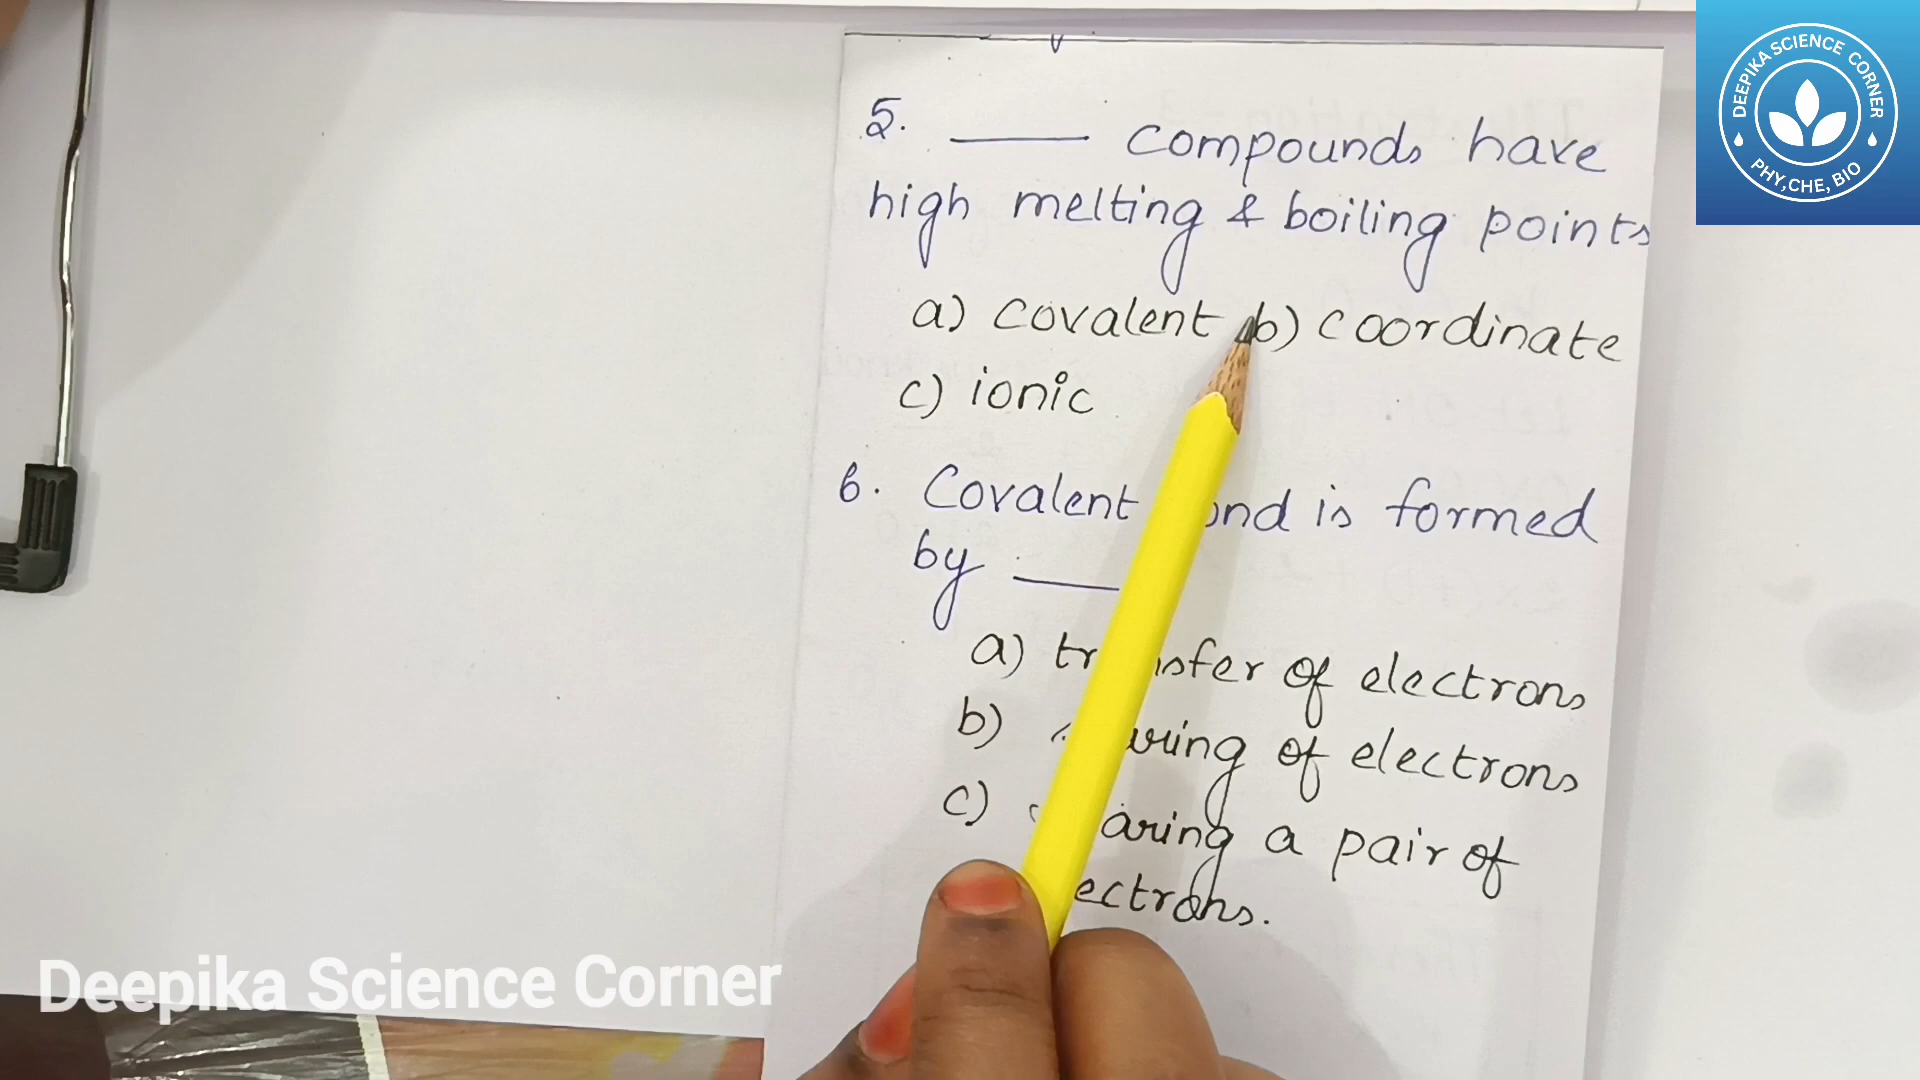 5. ____ compounds have
high melting & boiling points
a) covalent b) coordinate
c) ionic
6. Covalent ond is formed
by ____
a) tr nsfer of electrons
b) aring of electrons
c) aring a pair of
ectrons.
DEEPIKA SCIENCE CORNER
PHY,CHE, BIO
Deepika Science Corner